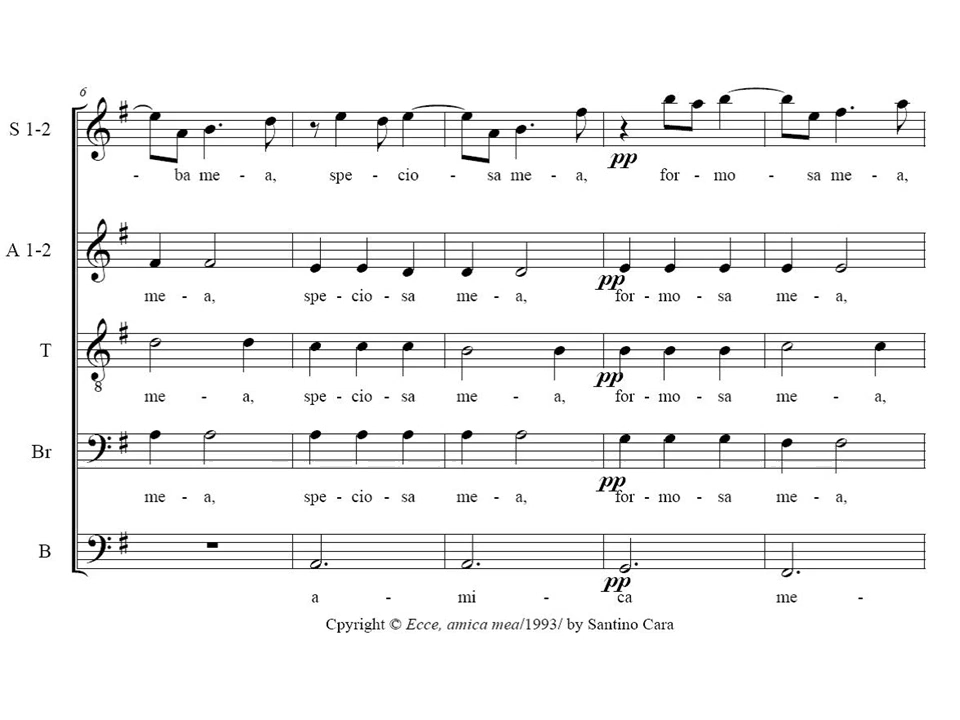 6
S 1-2
pp
- ba me - a, spe - cio - sa me - a, for - mo - sa me - a,
A 1-2
pp
me - a, spe - cio - sa me - a, for - mo - sa me - a,
T
8
pp
me - a, spe - cio - sa me - a, for - mo - sa me - a,
Br
pp
me - a, spe - cio - sa me - a, for - mo - sa me - a,
B
pp
a - mi - ca me -
Cpyright © Ecce, amica mea/1993/ by Santino Cara